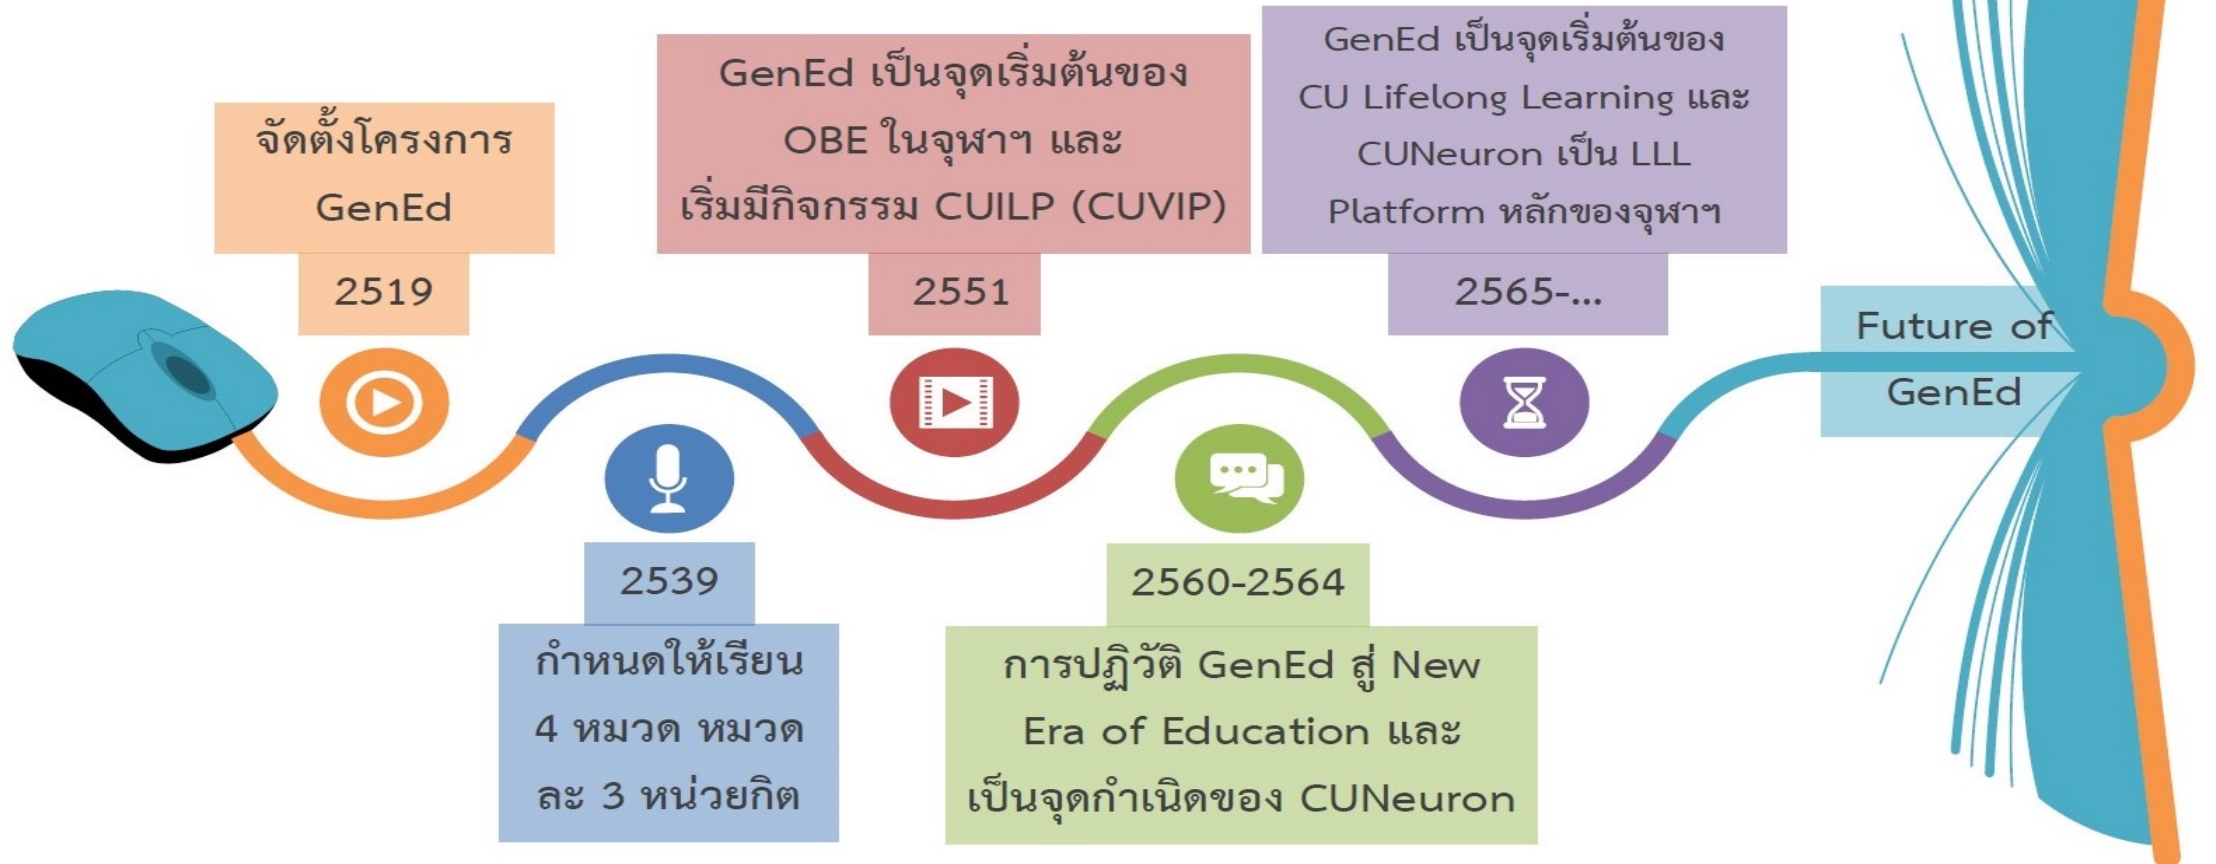 จัดตั้งโครงการ
GenEd
2519
2539
กำหนดให้เรียน
4 หมวด หมวด
ละ 3 หน่วยกิต
GenEd เป็นจุดเริ่มต้นของ
OBE ในจุฬาฯ และ
เริ่มมีกิจกรรม CUILP (CUVIP)
2551
2560-2564
การปฏิวัติ GenEd สู่ New
Era of Education และ
เป็นจุดกำเนิดของ CUNeuron
GenEd เป็นจุดเริ่มต้นของ
CU Lifelong Learning และ
CUNeuron เป็น LLL
Platform หลักของจุฬาฯ
2565-...
Future of
GenEd